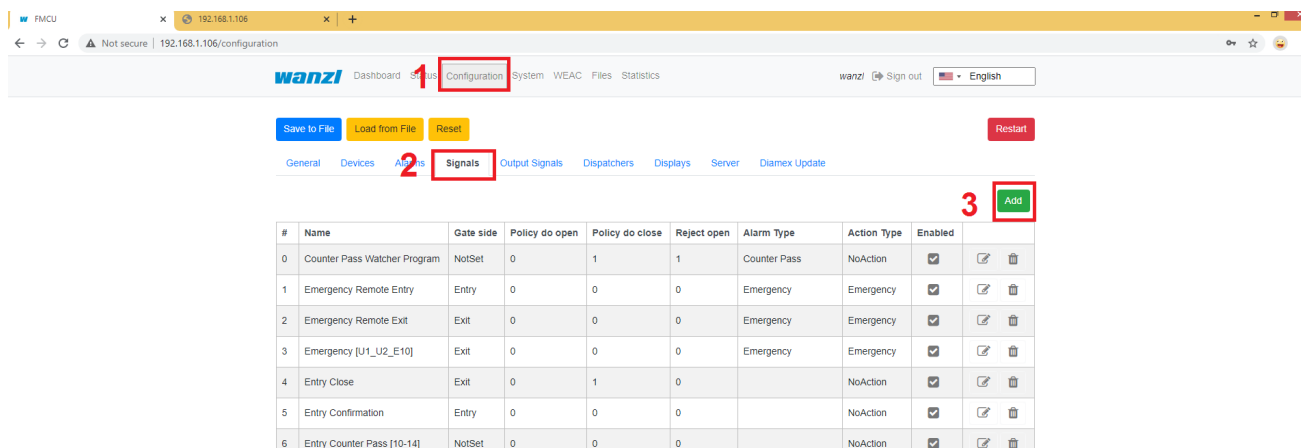 FMCU
192.168.1.106
Not secure | 192.168.1.106/configuration
wanzl Dashboard Status 1 Configuration System WEAC Files Statistics wanzl Sign out English
Save to File Load from File Reset Restart
General Devices Alarms 2 Signals Output Signals Dispatchers Displays Server Diamex Update
3 Add
# Name Gate side Policy do open Policy do close Reject open Alarm Type Action Type Enabled
0 Counter Pass Watcher Program NotSet 0 1 1 Counter Pass NoAction
1 Emergency Remote Entry Entry 0 0 0 Emergency Emergency
2 Emergency Remote Exit Exit 0 0 0 Emergency Emergency
3 Emergency [U1_U2_E10] Exit 0 0 0 Emergency Emergency
4 Entry Close Exit 0 1 0 NoAction
5 Entry Confirmation Entry 0 0 0 NoAction
6 Entry Counter Pass [10-14] NotSet 0 0 0 NoAction